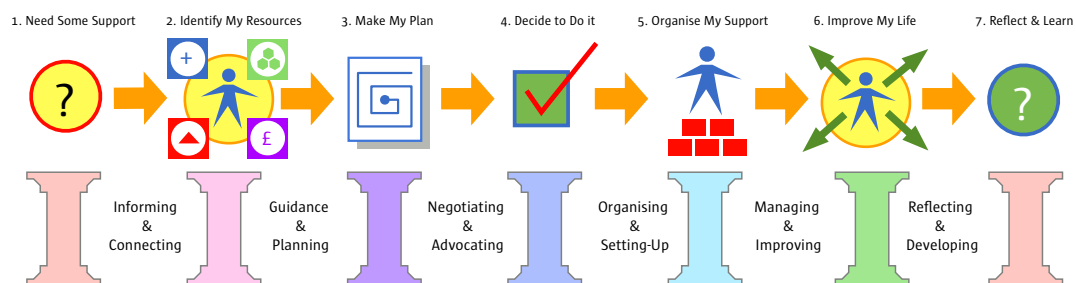 1. Need Some Support
2. Identify My Resources
3. Make My Plan
4. Decide to Do it
5. Organise My Support
6. Improve My Life
7. Reflect & Learn
?
+
£
?
Informing
&
Connecting
Guidance
&
Planning
Negotiating
&
Advocating
Organising
&
Setting-Up
Managing
&
Improving
Reflecting
&
Developing